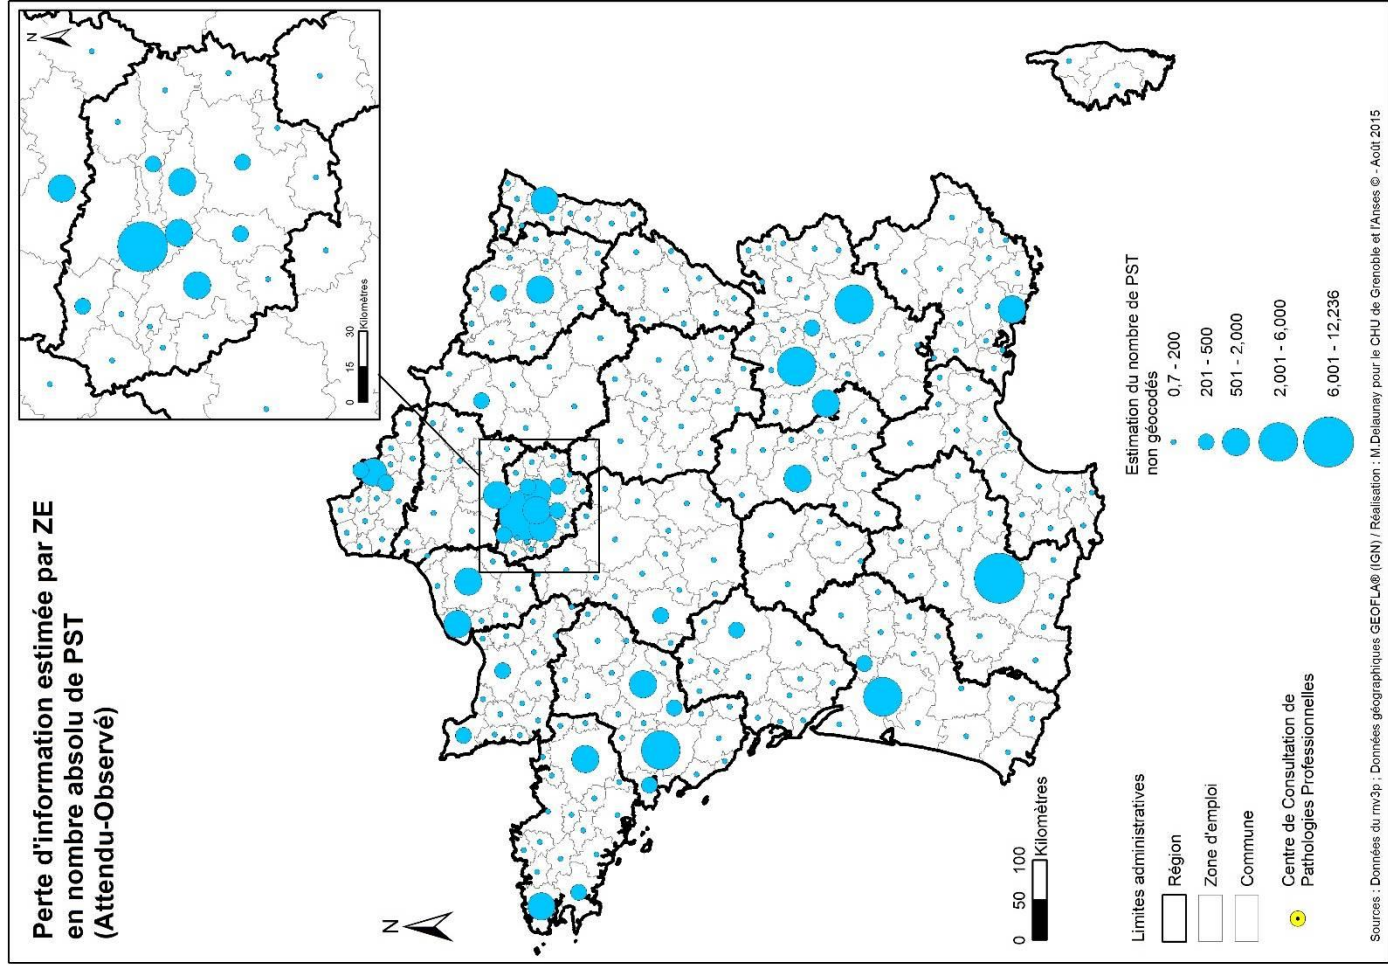 Perte d'information estimée par ZE
en nombre absolu de PST
(Attendu-Observé)
N
N
0 15 30
Kilomètres
0 50 100
Kilomètres
Limites administratives
Région
Zone d'emploi
Commune
Centre de Consultation de
Pathologies Professionnelles
Estimation du nombre de PST
non géocodés
0,7 - 200
201 - 500
501 - 2,000
2,001 - 6,000
6,001 - 12,236
Sources : Données du rnv3p ; Données géographiques GEOFLA® (IGN) / Réalisation : M.Delaunay pour le CHU de Grenoble et l'Anses © - Août 2015